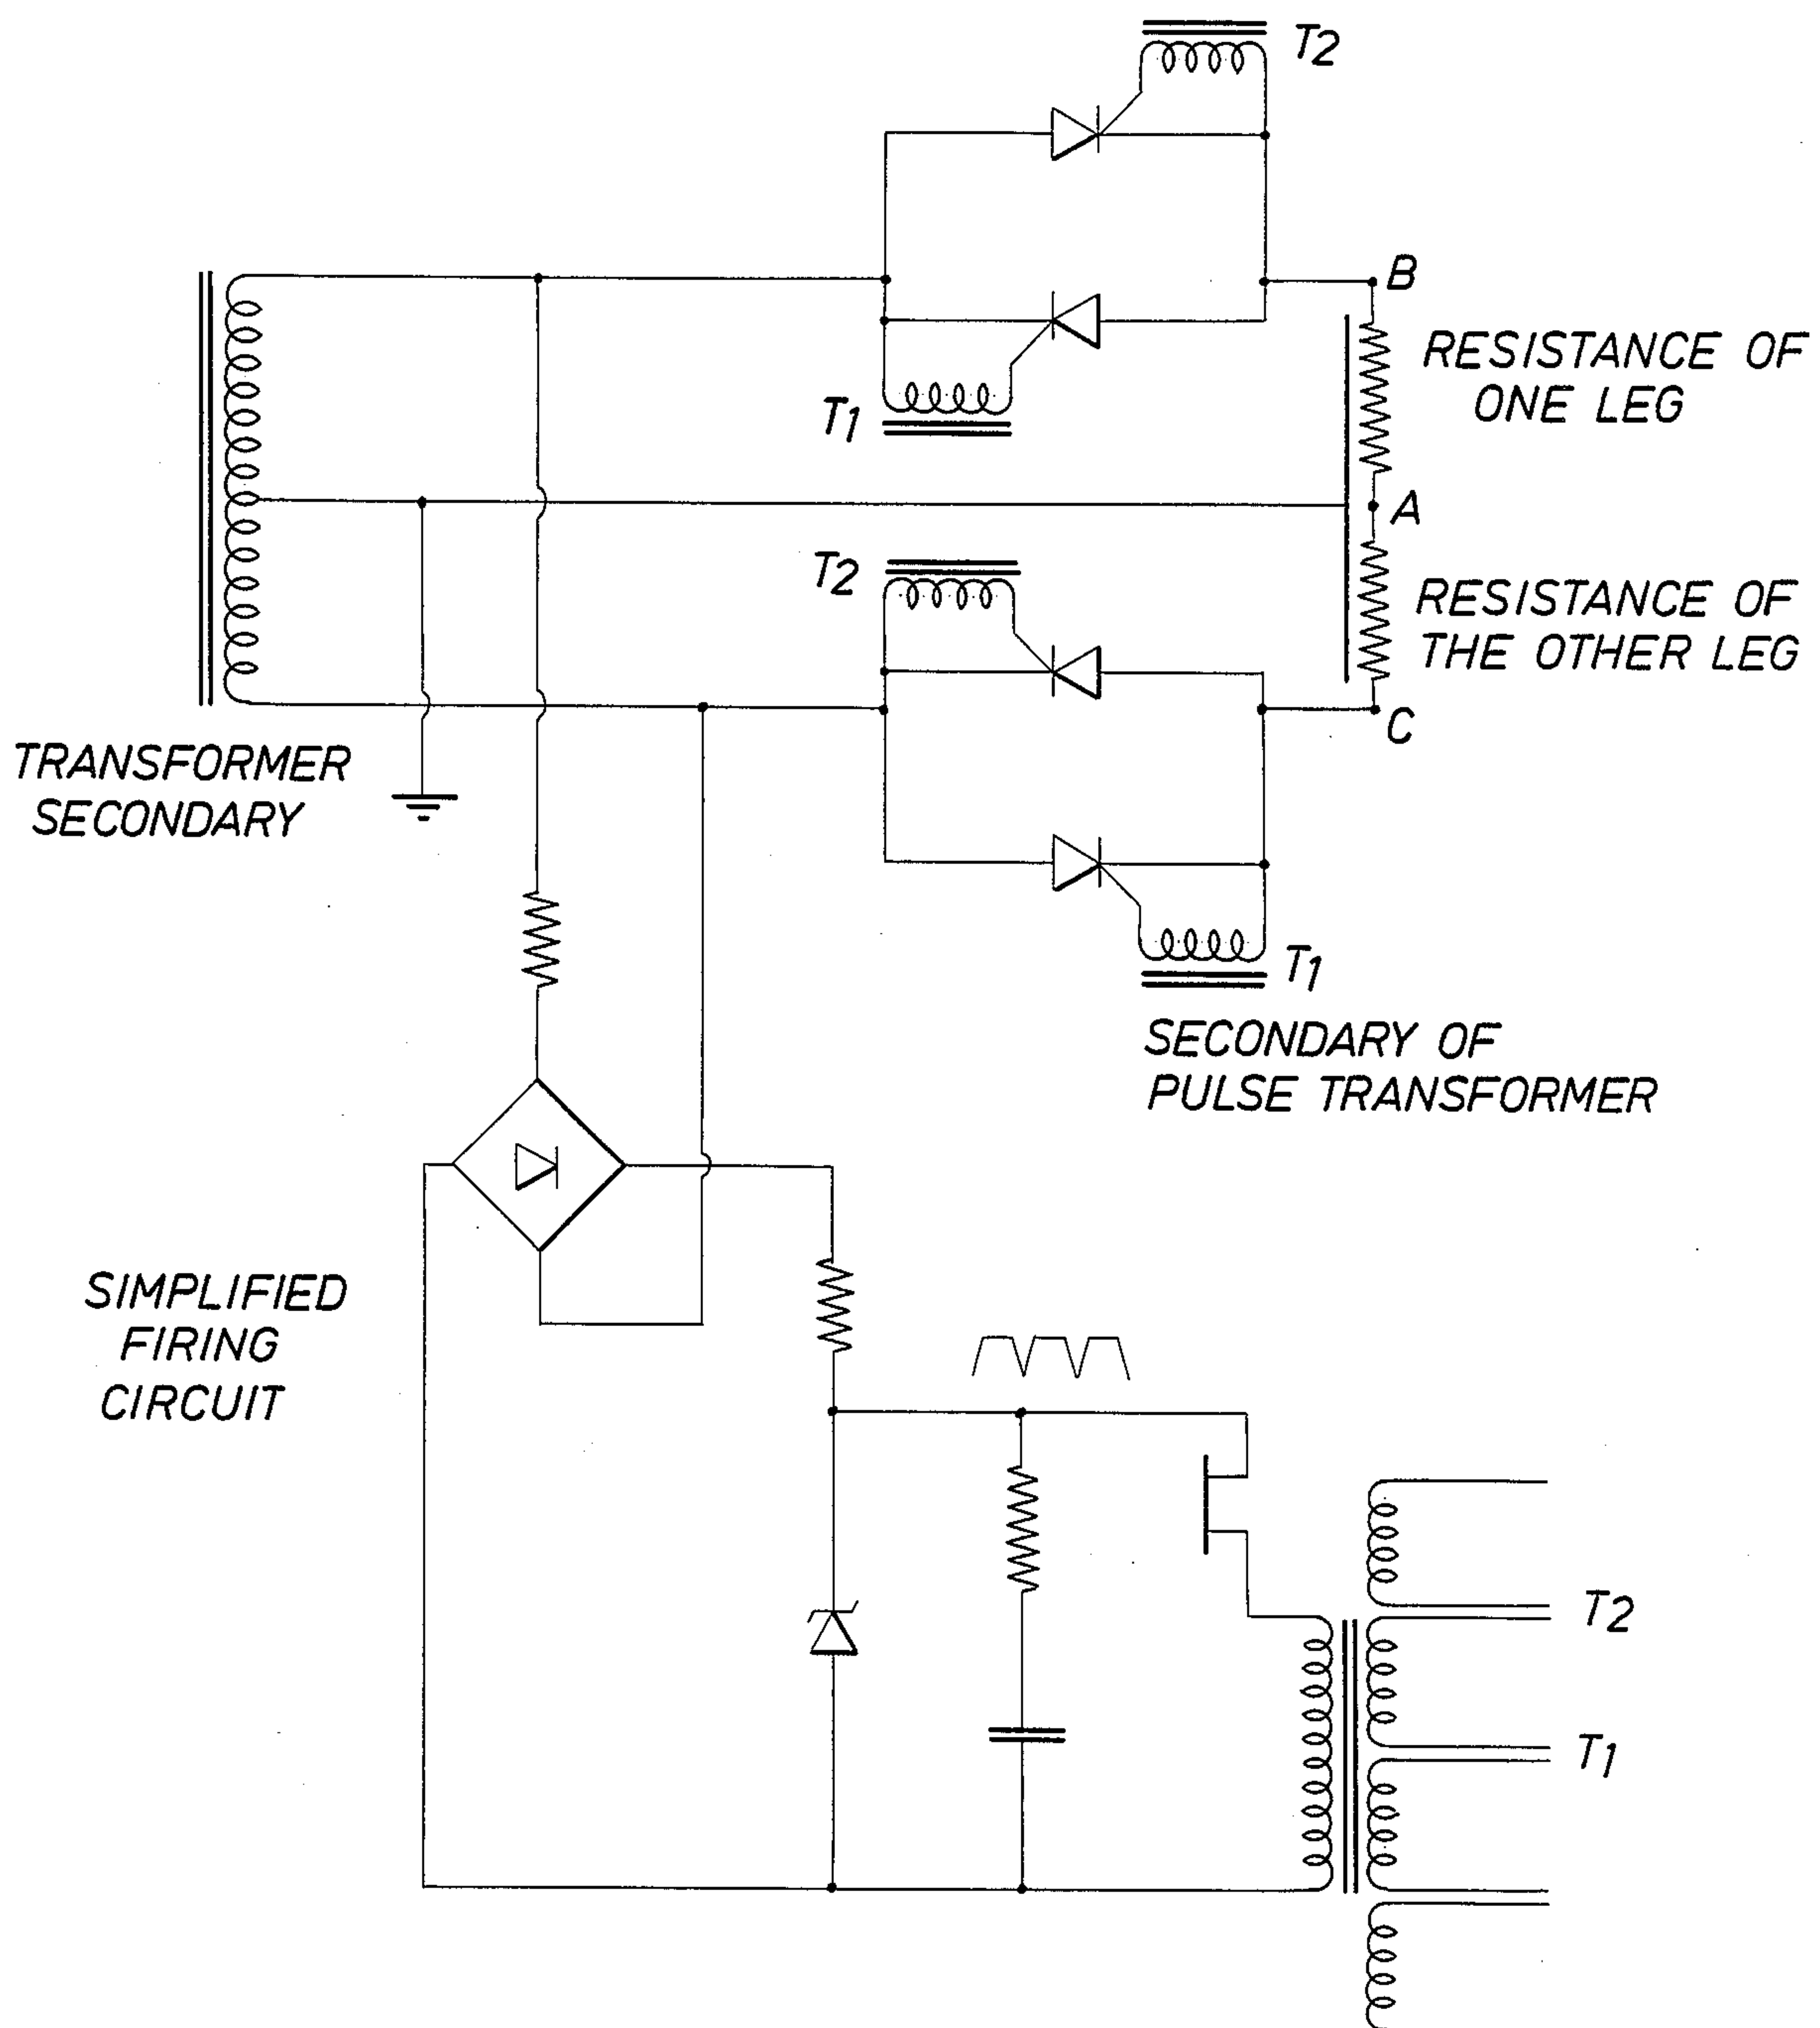 T2
B
RESISTANCE OF
ONE LEG
T1
A
T2
RESISTANCE OF
THE OTHER LEG
C
TRANSFORMER
SECONDARY
T1
SECONDARY OF
PULSE TRANSFORMER
SIMPLIFIED
FIRING
CIRCUIT
T2
T1